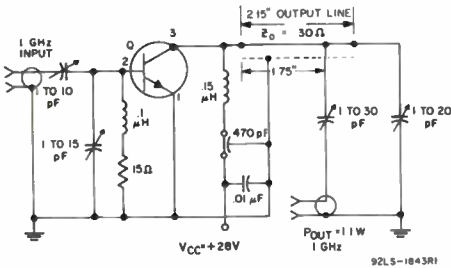 2.15" OUTPUT LINE
Z₀ = 30Ω
1 GHz
INPUT
Q
3
2
1
1.75"
1 TO 10
pF
1 TO 15
pF
.1
μH
15Ω
.15
μH
470 pF
.01 μF
1 TO 30
pF
1 TO 20
pF
VCC=+28V
POUT=1.1W
1 GHz
92LS-1843R1